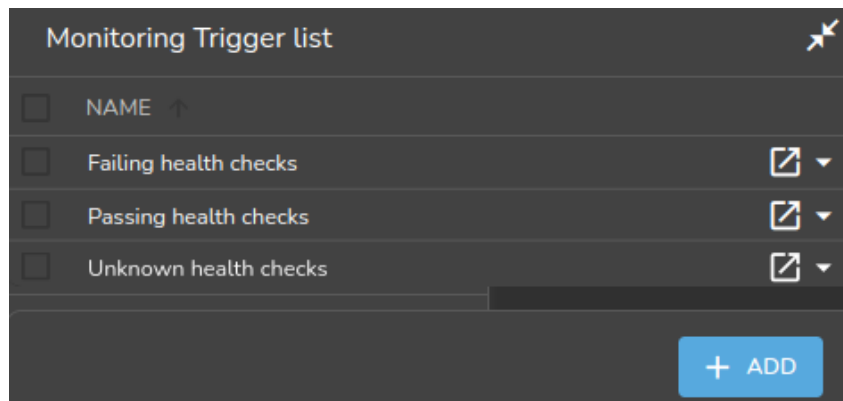 Monitoring Trigger list
NAME
Failing health checks
Passing health checks
Unknown health checks
+ ADD